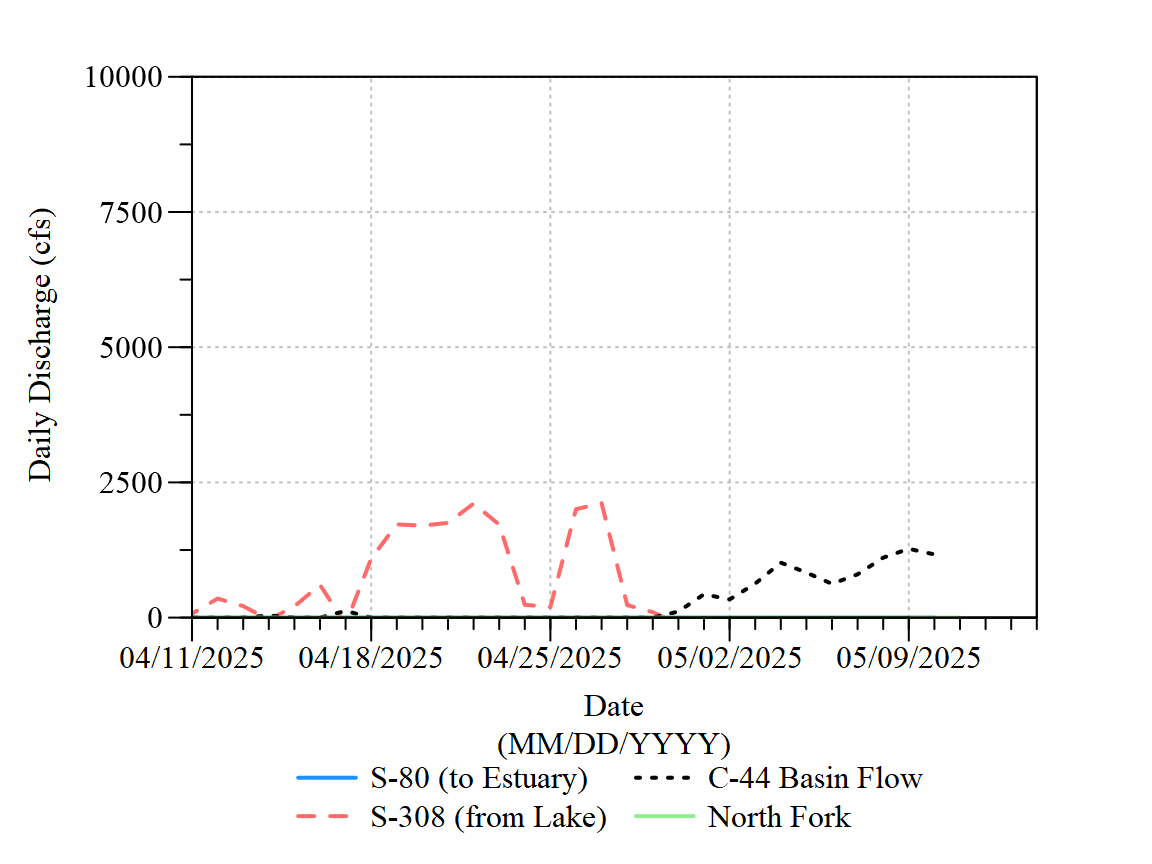 10000
7500
5000
2500
0
Daily Discharge (cfs)
04/11/2025 04/18/2025 04/25/2025 05/02/2025 05/09/2025
Date
(MM/DD/YYYY)
S-80 (to Estuary) C-44 Basin Flow
S-308 (from Lake) North Fork